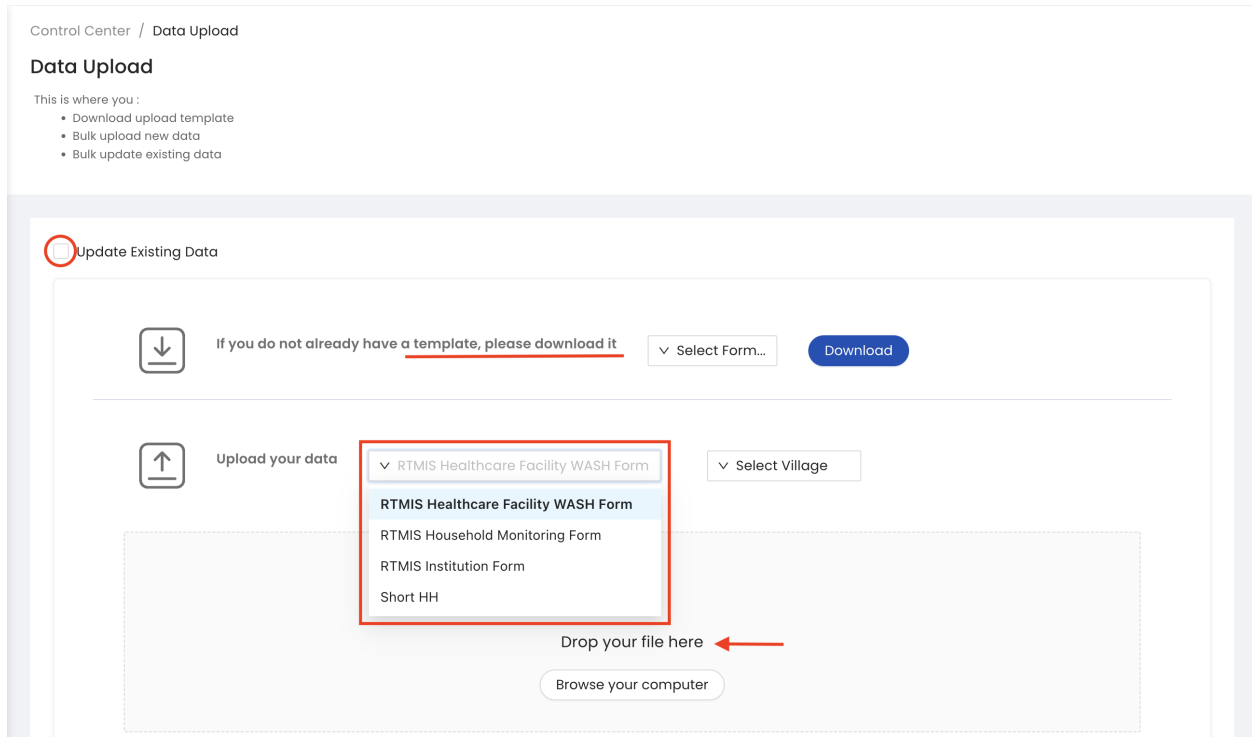 Control Center / Data Upload
Data Upload
This is where you :
• Download upload template
• Bulk upload new data
• Bulk update existing data
Update Existing Data
If you do not already have a template, please download it
Select Form...
Download
Upload your data
RTMIS Healthcare Facility WASH Form
Select Village
RTMIS Healthcare Facility WASH Form
RTMIS Household Monitoring Form
RTMIS Institution Form
Short HH
Drop your file here
Browse your computer